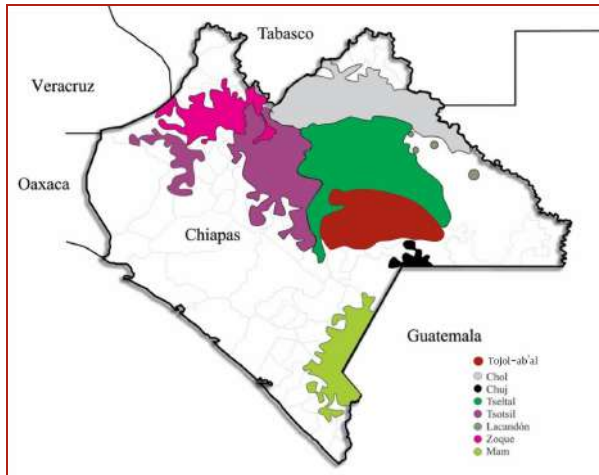 Tabasco
Veracruz
Oaxaca
Chiapas
Guatemala
Tojol-ab'al
Chol
Chuj
Tseltal
Tsotsil
Lacandón
Zoque
Mam